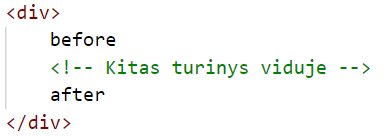 <div>
before
<!-- Kitas turinys viduje -->
after
</div>